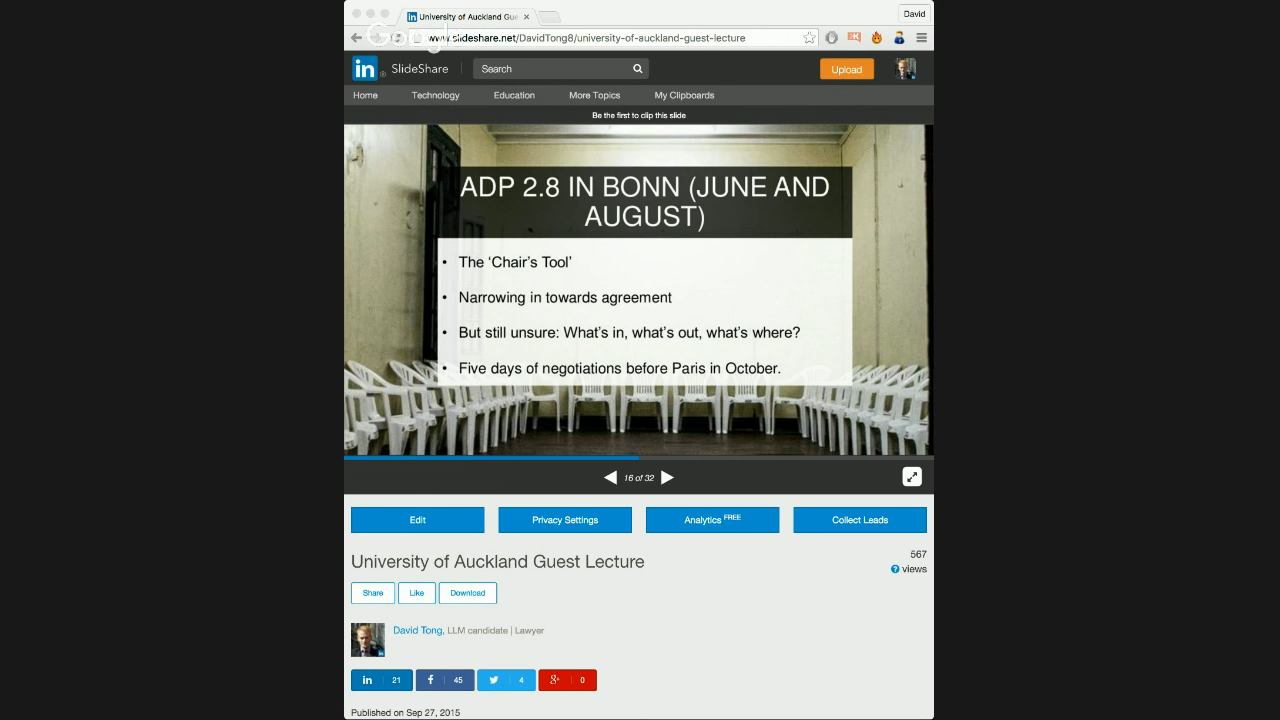 University of Auckland Gue
David
www.slideshare.net/DavidTong8/university-of-auckland-guest-lecture
in SlideShare
Search
Upload
Home
Technology
Education
More Topics
My Clipboards
Be the first to clip this slide
ADP 2.8 IN BONN (JUNE AND
AUGUST)
• The ‘Chair’s Tool’
• Narrowing in towards agreement
• But still unsure: What’s in, what’s out, what’s where?
• Five days of negotiations before Paris in October.
16 of 32
Edit
Privacy Settings
Analytics FREE
Collect Leads
University of Auckland Guest Lecture
567
views
Share
Like
Download
David Tong, LLM candidate | Lawyer
in 21
f 45
4
g+ 0
Published on Sep 27, 2015